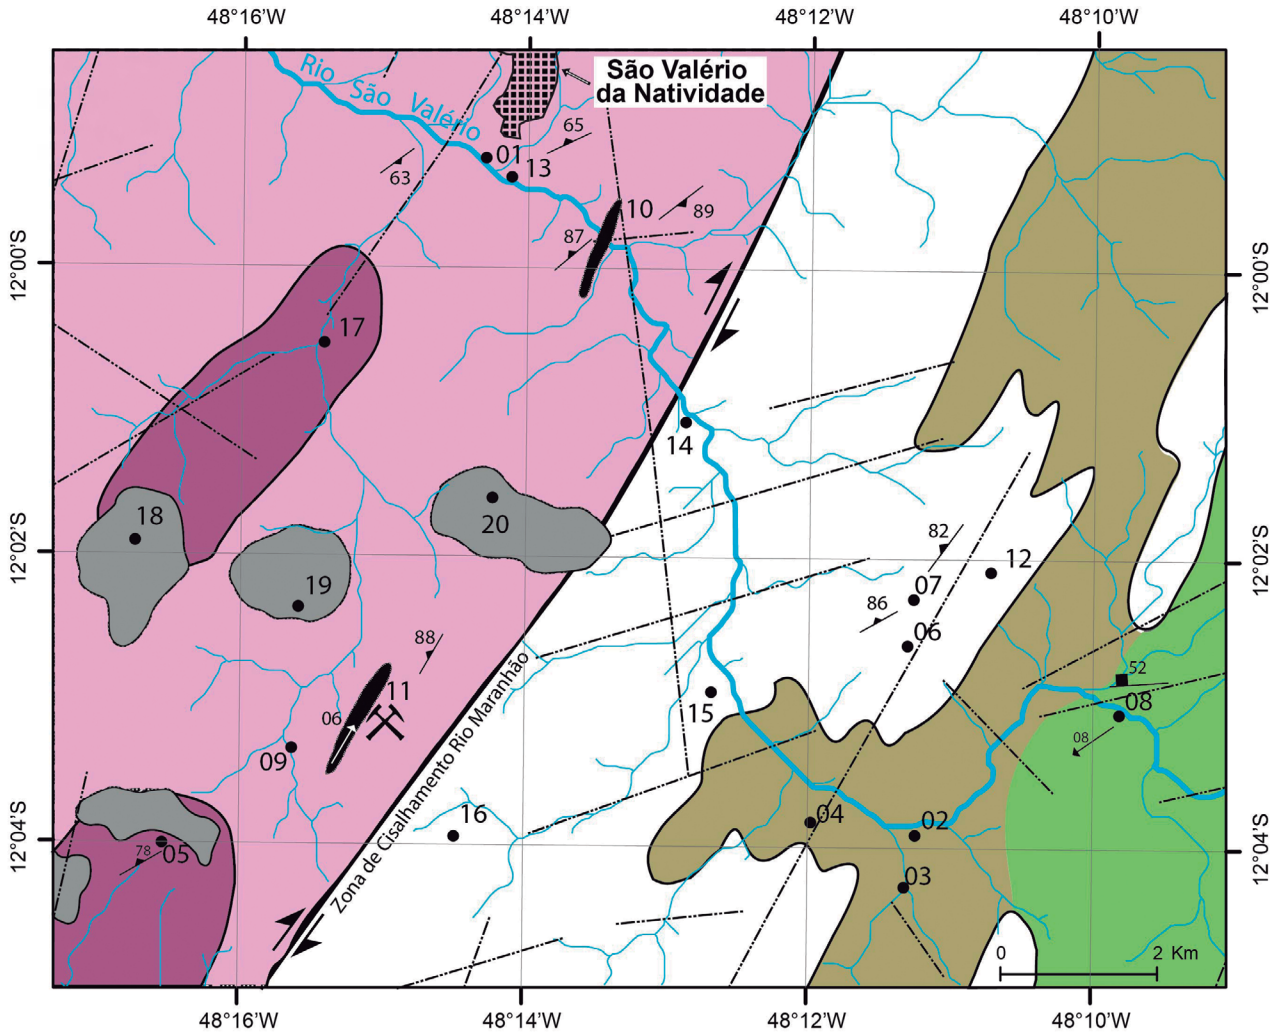 48°16'W
48°14'W
48°12'W
48°10'W
São Valério
da Natividade
Rio São Valério
65
01
13
63
10
89
87
12°00'S
12°00'S
17
14
18
20
82
12°02'S
12°02'S
19
12
07
86
06
88
52
11
08
15
06
08
09
Zona de Cisalhamento Rio Maranhão
16
04
02
12°04'S
12°04'S
78
05
03
0
2 Km
48°16'W
48°14'W
48°12'W
48°10'W